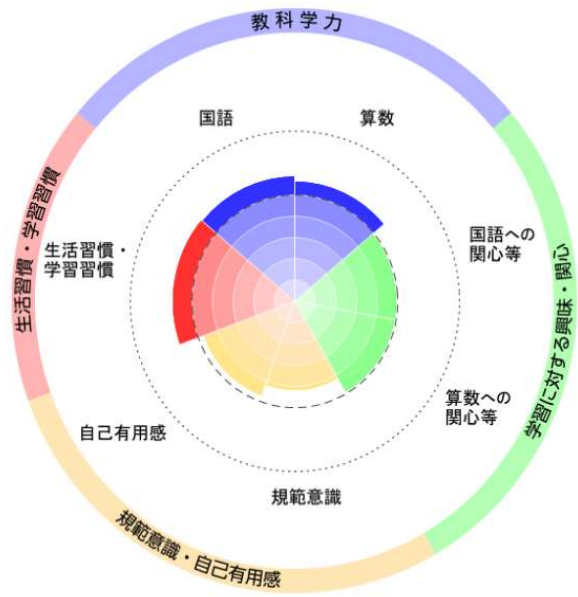 教科学力
国語
算数
生活習慣・学習習慣
生活習慣・
学習習慣
国語への
関心等
学習に対する興味・関心
算数への
関心等
自己有用感
規範意識
規範意識・自己有用感